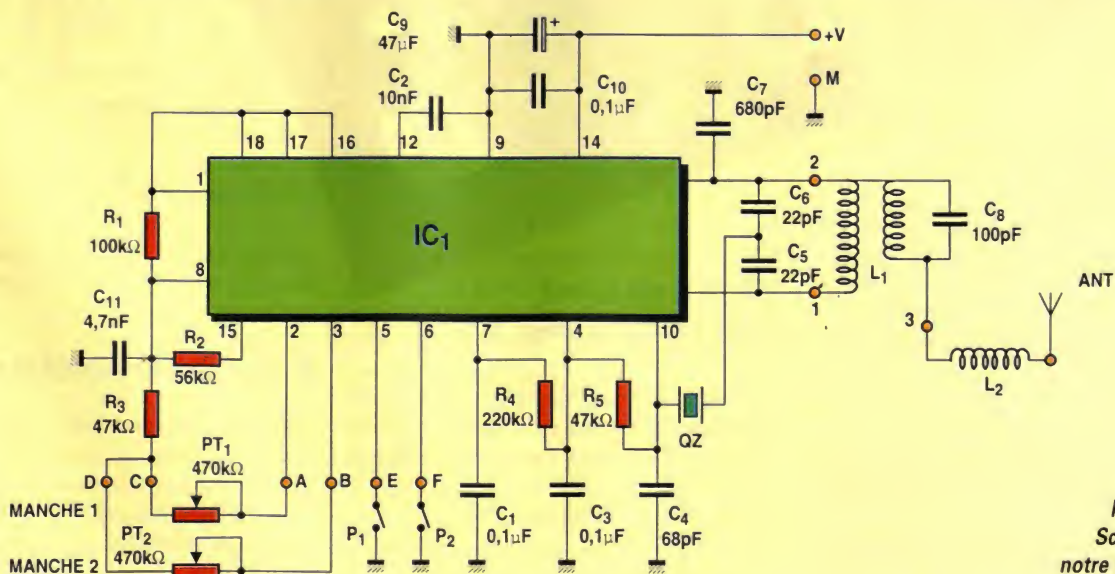 C9
47µF
+
+V
C2
10nF
C10
0,1µF
M
C7
680pF
18
17
16
12
9
14
1
8
R1
100kΩ
IC1
2
C6
22pF
C5
22pF
1
L1
C8
100pF
ANT
3
L2
C11
4,7nF
R2
56kΩ
15
2
3
5
6
7
4
10
R3
47kΩ
R4
220kΩ
R5
47kΩ
QZ
D
C
PT1
470kΩ
A
B
E
F
MANCHE 1
P1
P2
C1
0,1µF
C3
0,1µF
C4
68pF
PT2
470kΩ
MANCHE 2
notre